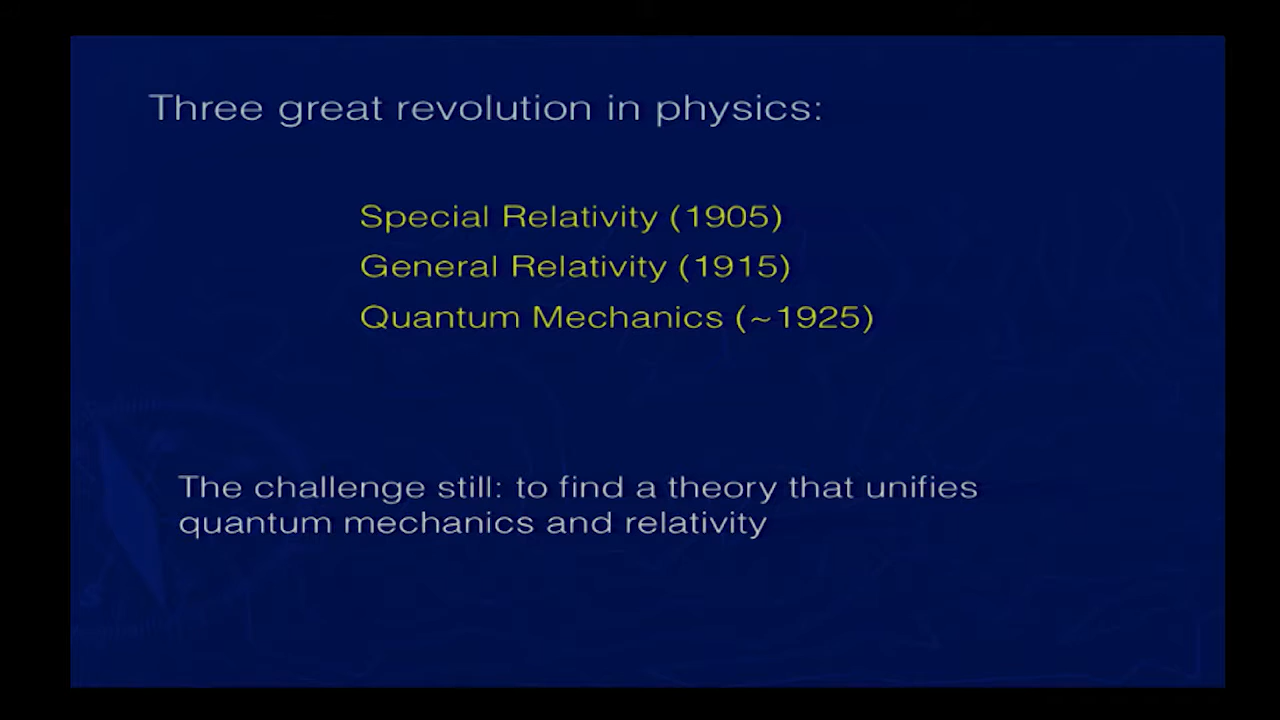 Three great revolution in physics:
Special Relativity (1905)
General Relativity (1915)
Quantum Mechanics (~1925)
The challenge still: to find a theory that unifies
quantum mechanics and relativity